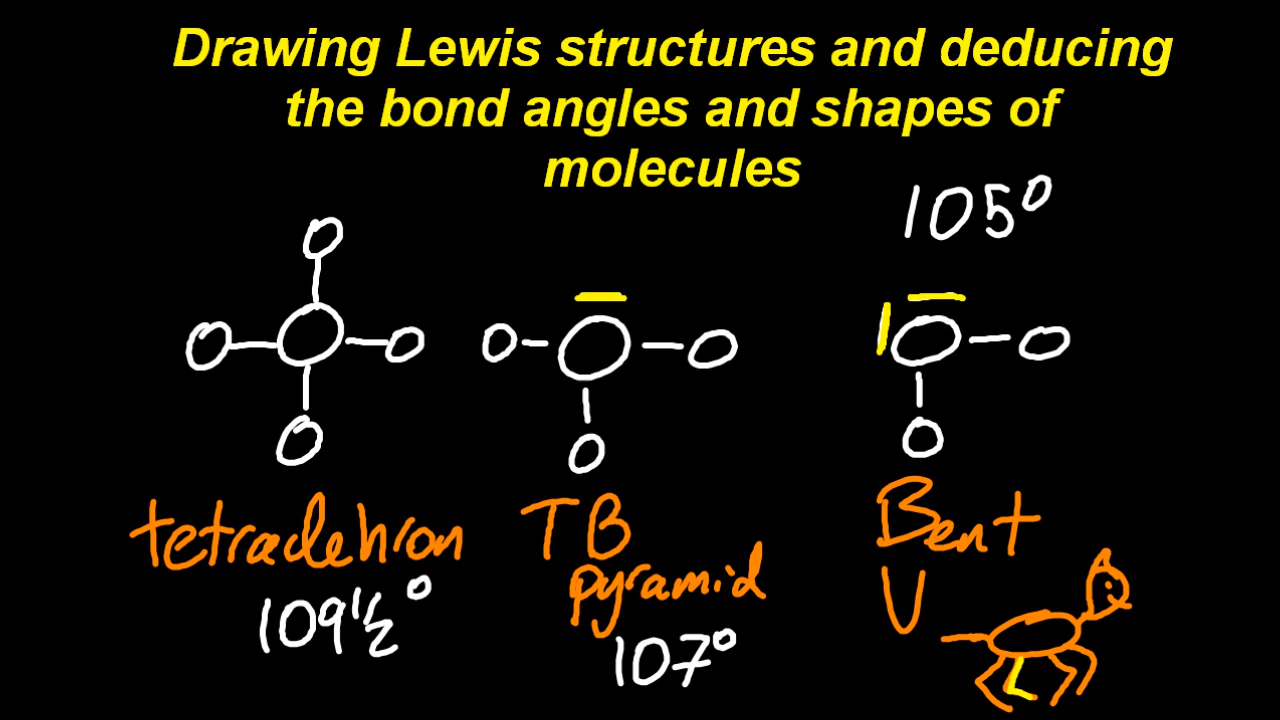 Drawing Lewis structures and deducing
the bond angles and shapes of
molecules
105°
tetradehron
109½°
TB
pyramid
107°
Bent
V